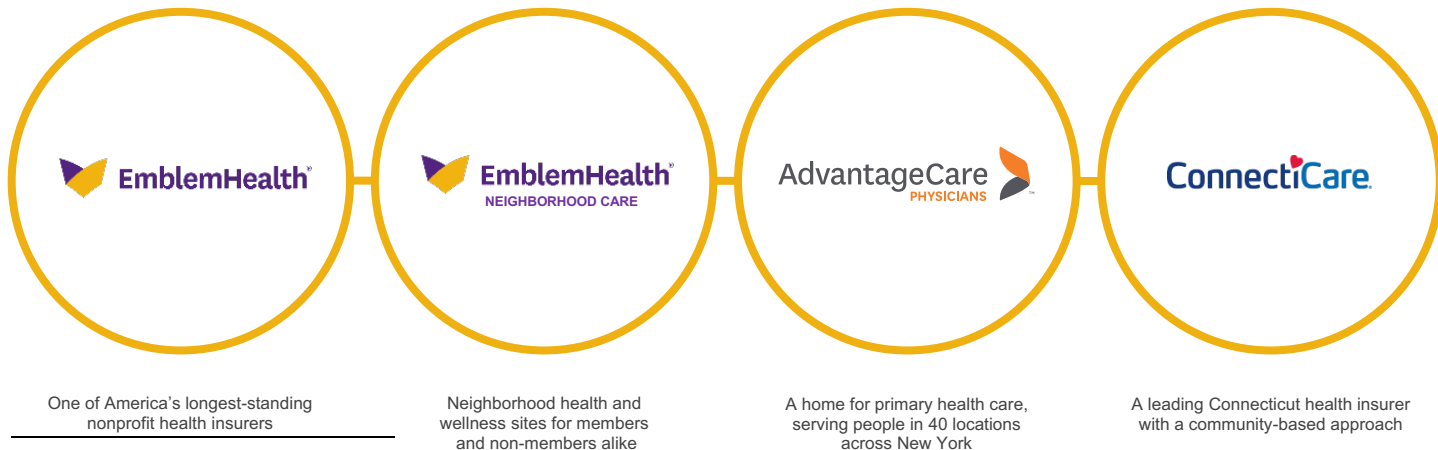 EmblemHealth®
EmblemHealth®
NEIGHBORHOOD CARE
AdvantageCare
PHYSICIANS ™
ConnectiCare.
One of America’s longest-standing
nonprofit health insurers
Neighborhood health and
wellness sites for members
and non-members alike
A home for primary health care,
serving people in 40 locations
across New York
A leading Connecticut health insurer
with a community-based approach